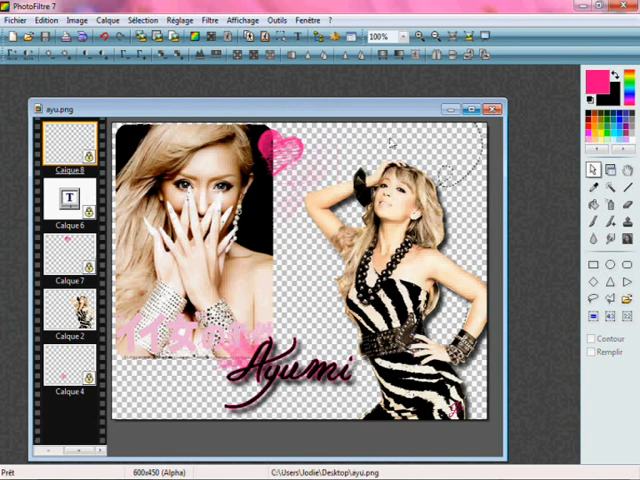 PhotoFiltre 7
Fichier Edition Image Calque Sélection Réglage Filtre Affichage Outils Fenêtre ?
100%
ayu.png
Calque 8
T
Calque 6
Calque 7
Calque 2
Calque 4
イイ女の
Ayumi
Contour
Remplir
Prêt 600x450 (Alpha) C:\Users\Jodie\Desktop\ayu.png